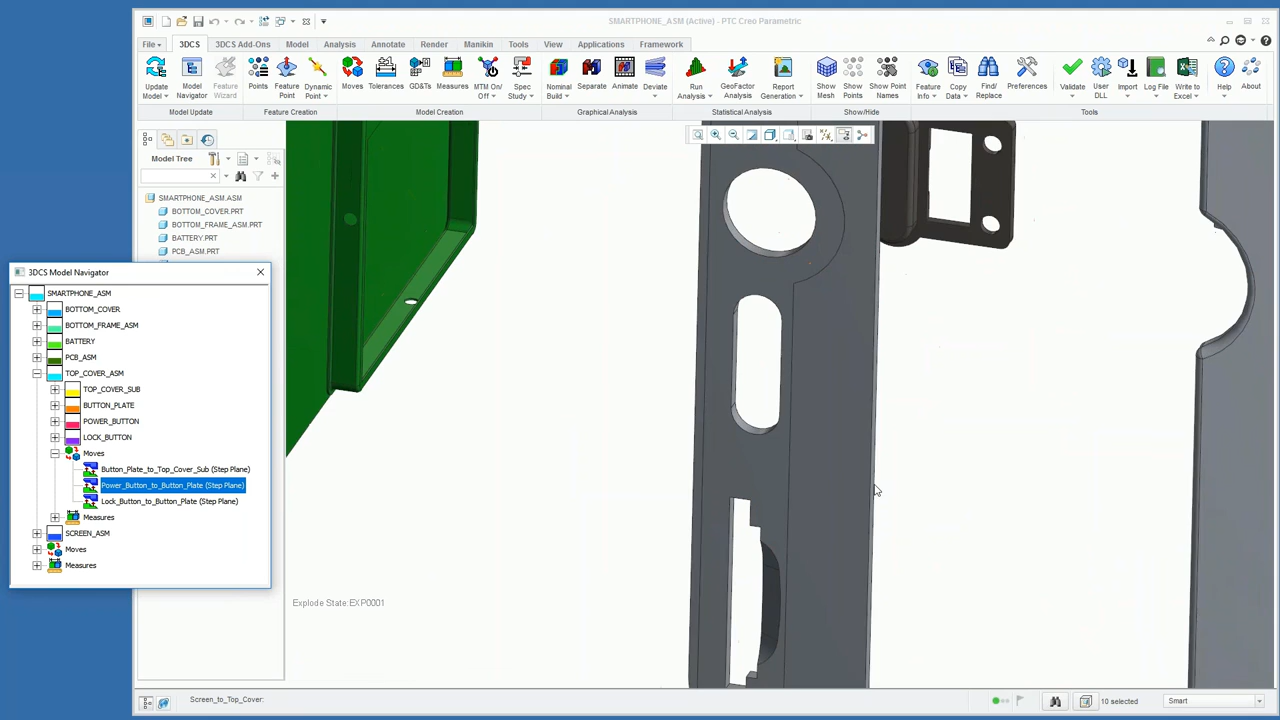 SMARTPHONE_ASM (Active) - PTC Creo Parametric
File 3DCS 3DCS Add-Ons Model Analysis Annotate Render Manikin Tools View Applications Framework
Update Model Model Navigator Feature Wizard Points Feature Point Dynamic Point Moves Tolerances GD&Ts Measures MTM On/Off Spec Study Nominal Build Separate Animate Deviate Run Analysis GeoFactor Analysis Report Generation Show Mesh Show Points Show Point Names Feature Info Copy Data Find/Replace Preferences Validate User DLL Import Log File Write to Excel Help About
Model Update Feature Creation Model Creation Graphical Analysis Statistical Analysis Show/Hide Tools
Model Tree
SMARTPHONE_ASM.ASM
BOTTOM_COVER.PRT
BOTTOM_FRAME_ASM.PRT
BATTERY.PRT
PCB_ASM.PRT
3DCS Model Navigator
SMARTPHONE_ASM
BOTTOM_COVER
BOTTOM_FRAME_ASM
BATTERY
PCB_ASM
TOP_COVER_ASM
TOP_COVER_SUB
BUTTON_PLATE
POWER_BUTTON
LOCK_BUTTON
Moves
Button_Plate_to_Top_Cover_Sub (Step Plane)
Power_Button_to_Button_Plate (Step Plane)
Lock_Button_to_Button_Plate (Step Plane)
Measures
SCREEN_ASM
Moves
Measures
Explode State:EXP0001
Screen_to_Top_Cover:
10 selected
Smart